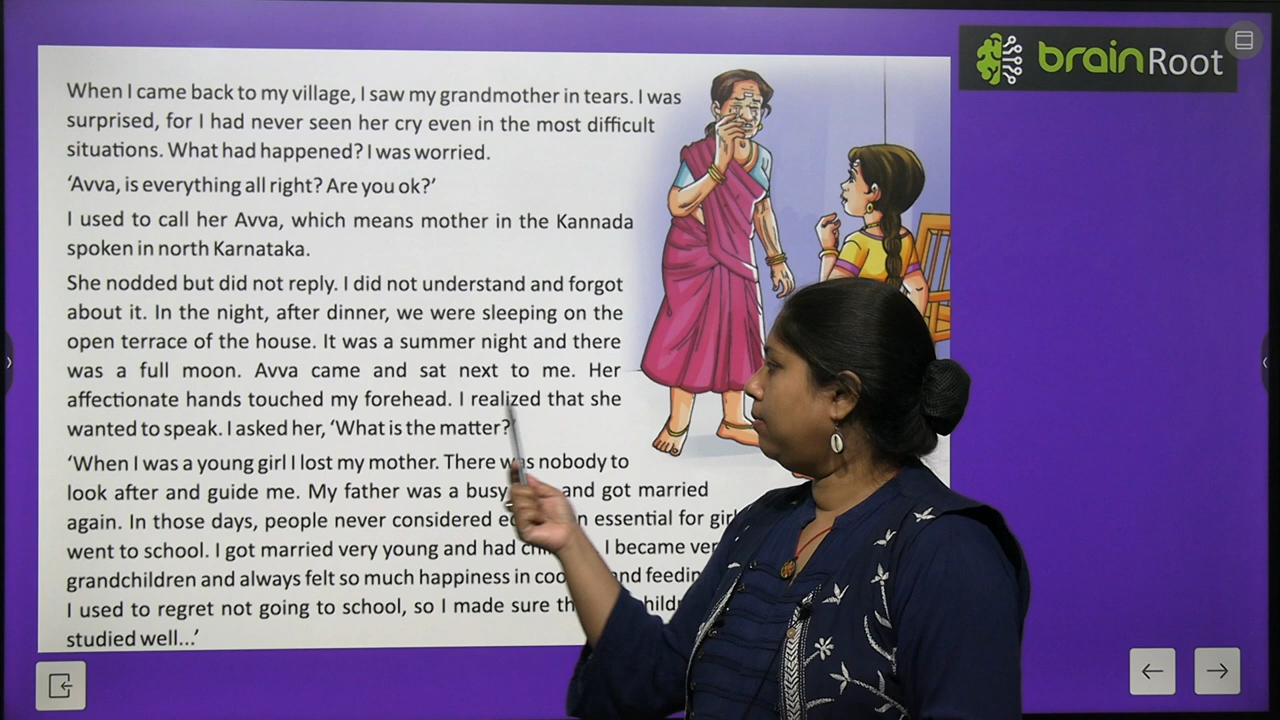 brainRoot
When I came back to my village, I saw my grandmother in tears. I was
surprised, for I had never seen her cry even in the most difficult
situations. What had happened? I was worried.
‘Avva, is everything all right? Are you ok?’
I used to call her Avva, which means mother in the Kannada
spoken in north Karnataka.
She nodded but did not reply. I did not understand and forgot
about it. In the night, after dinner, we were sleeping on the
open terrace of the house. It was a summer night and there
was a full moon. Avva came and sat next to me. Her
affectionate hands touched my forehead. I realized that she
wanted to speak. I asked her, ‘What is the matter?’
‘When I was a young girl I lost my mother. There was nobody to
look after and guide me. My father was a busy and got married
again. In those days, people never considered essential for
went to school. I got married very young and had I became
grandchildren and always felt so much happiness in and
I used to regret not going to school, so I made sure
studied well...’